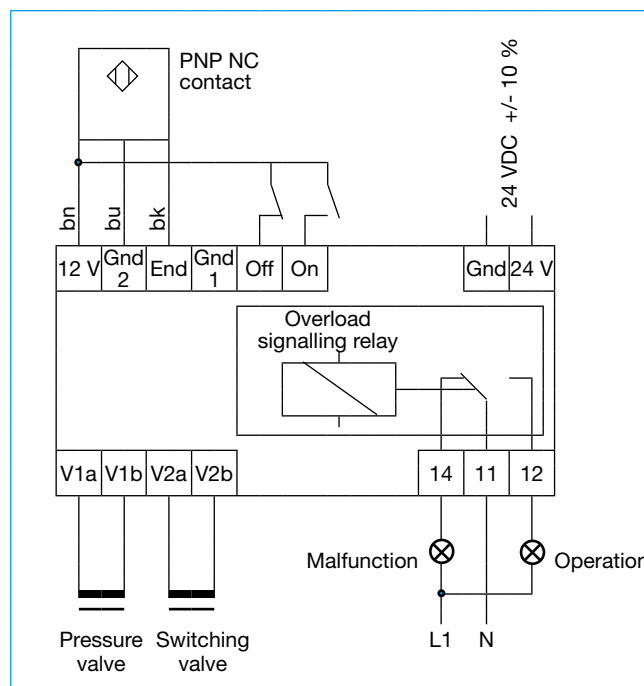 PNP NC
contact
24 VDC +/- 10 %
bn
bu
bk
12 V
Gnd
2
End
Gnd
1
Off
On
Gnd
24 V
Overload
signalling relay
V1a
V1b
V2a
V2b
14
11
12
Malfunction
Operation
L1
N
Pressure
valve
Switching
valve